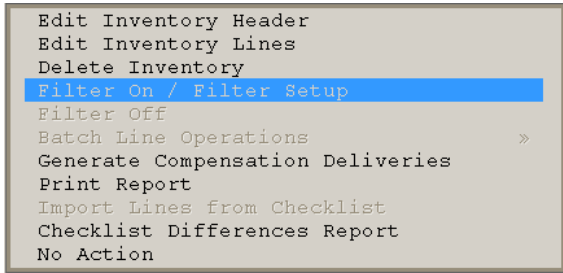 Edit Inventory Header
Edit Inventory Lines
Delete Inventory
Filter On / Filter Setup
Filter Off
Batch Line Operations »
Generate Compensation Deliveries
Print Report
Import Lines from Checklist
Checklist Differences Report
No Action